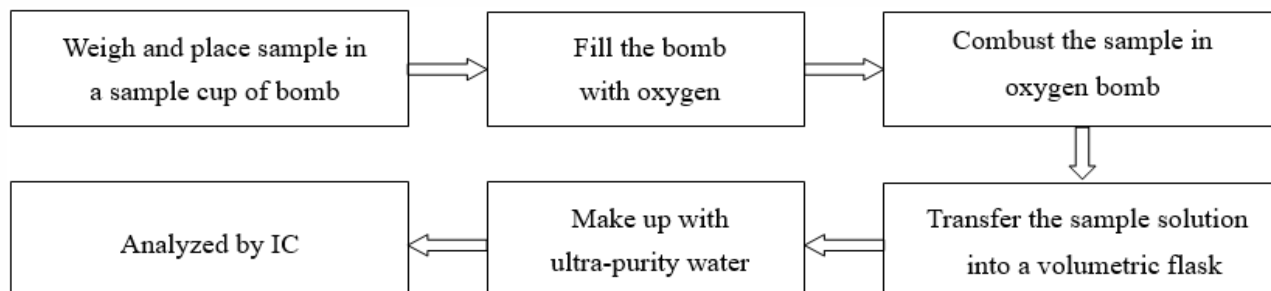 Weigh and place sample in
a sample cup of bomb
Fill the bomb
with oxygen
Combust the sample in
oxygen bomb
Transfer the sample solution
into a volumetric flask
Make up with
ultra-purity water
Analyzed by IC